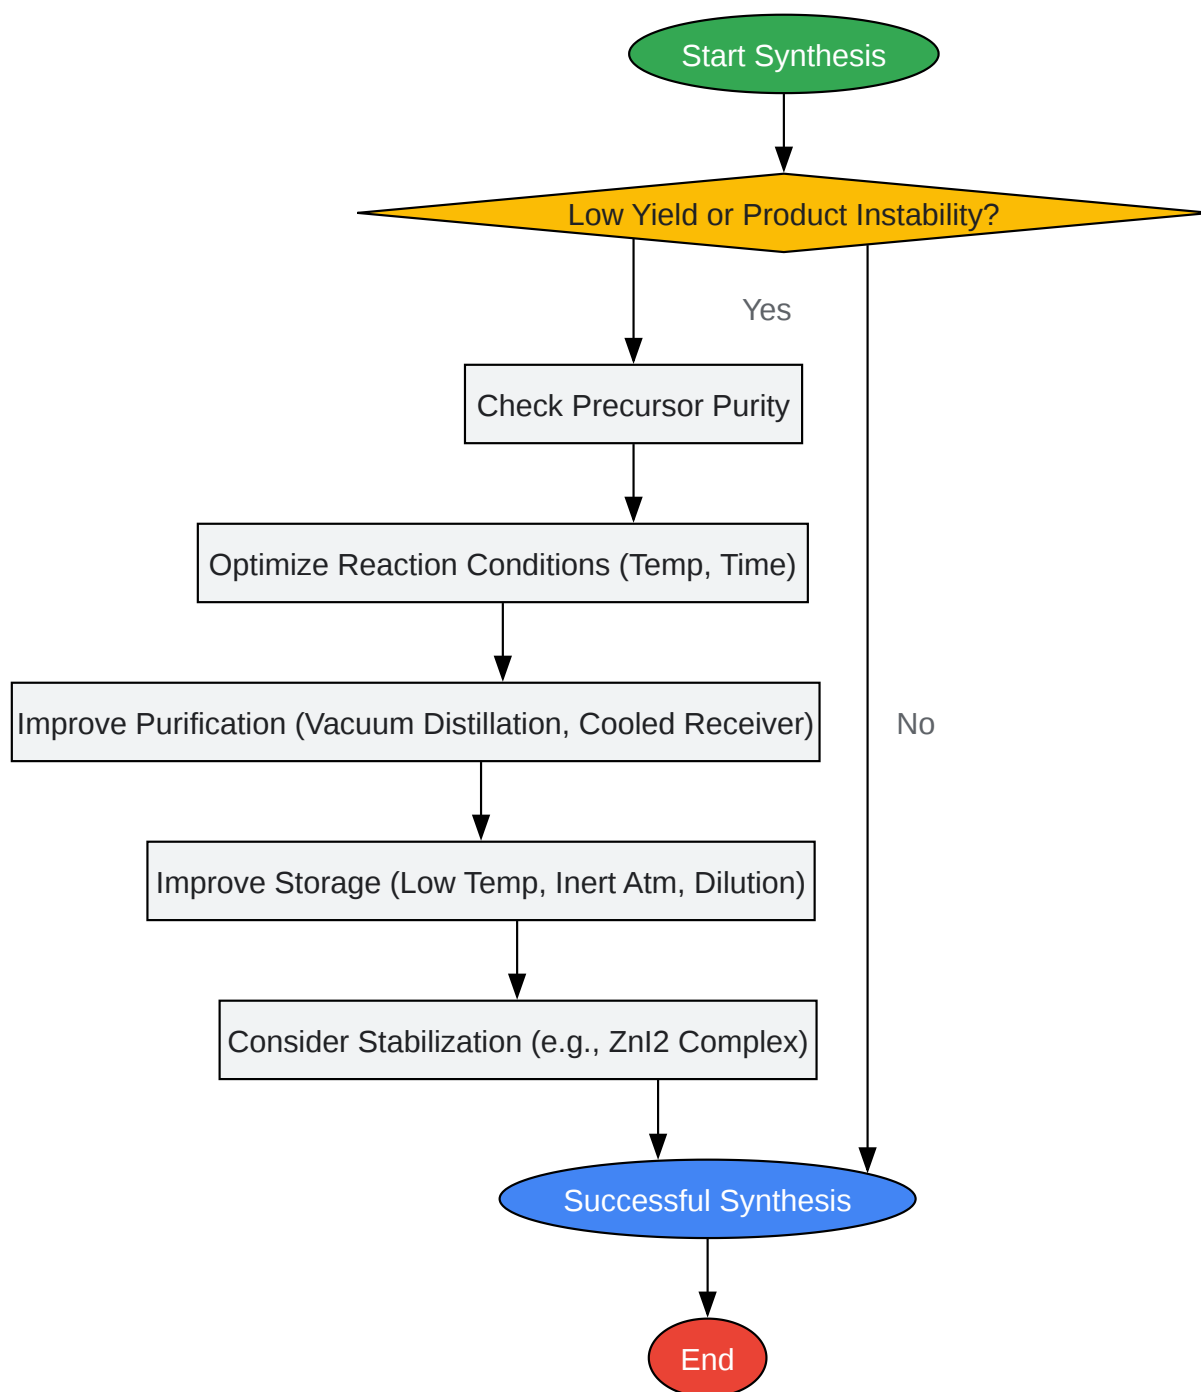 Start Synthesis
Low Yield or Product Instability?
Yes
Check Precursor Purity
Optimize Reaction Conditions (Temp, Time)
Improve Purification (Vacuum Distillation, Cooled Receiver)
No
Improve Storage (Low Temp, Inert Atm, Dilution)
Consider Stabilization (e.g., ZnI2 Complex)
Successful Synthesis
End